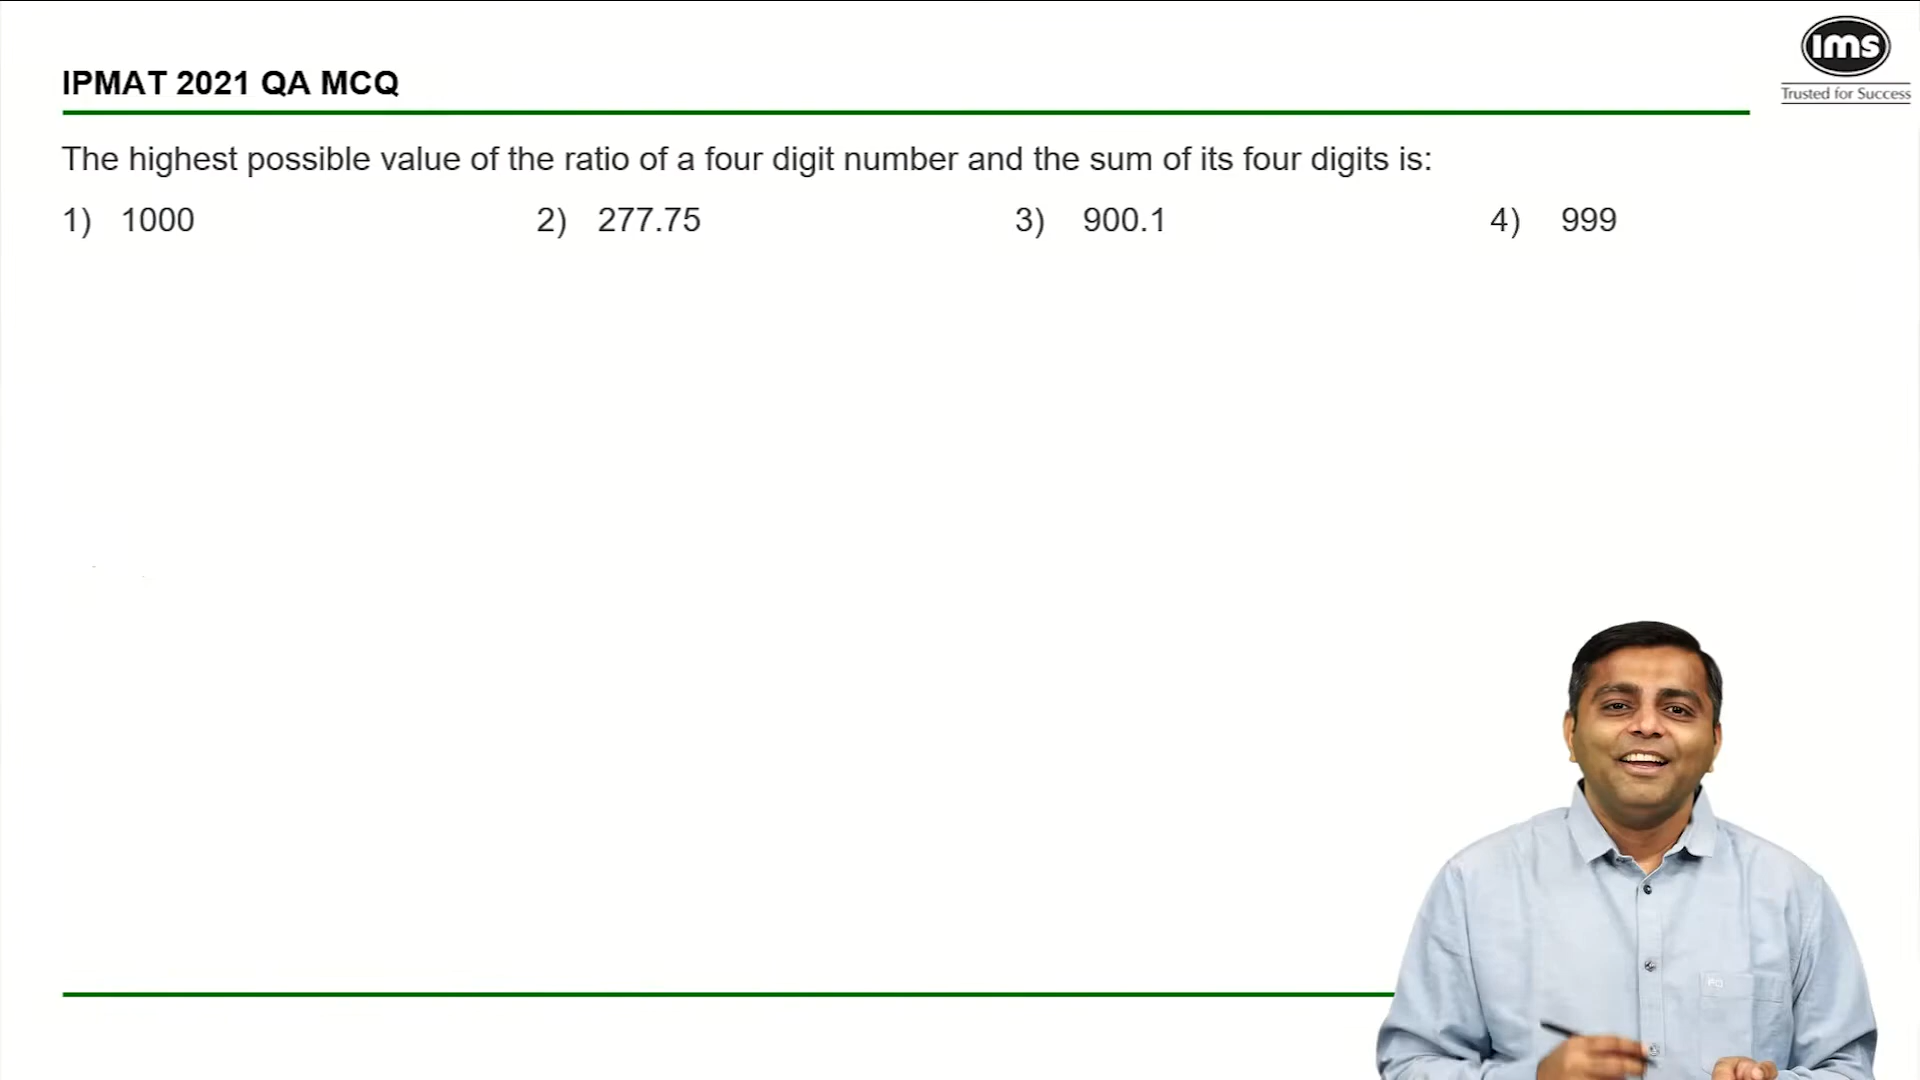 ims
Trusted for Success
IPMAT 2021 QA MCQ
The highest possible value of the ratio of a four digit number and the sum of its four digits is:
1) 1000 2) 277.75 3) 900.1 4) 999